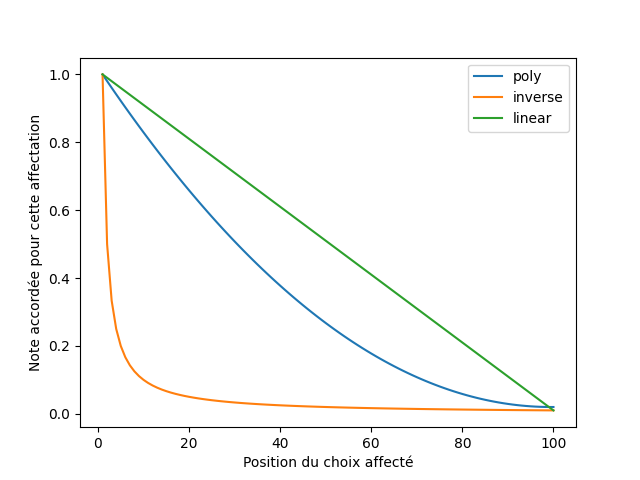 poly
inverse
linear
1.0
0.8
0.6
0.4
0.2
0.0
Note accordée pour cette affectation
0 20 40 60 80 100
Position du choix affecté